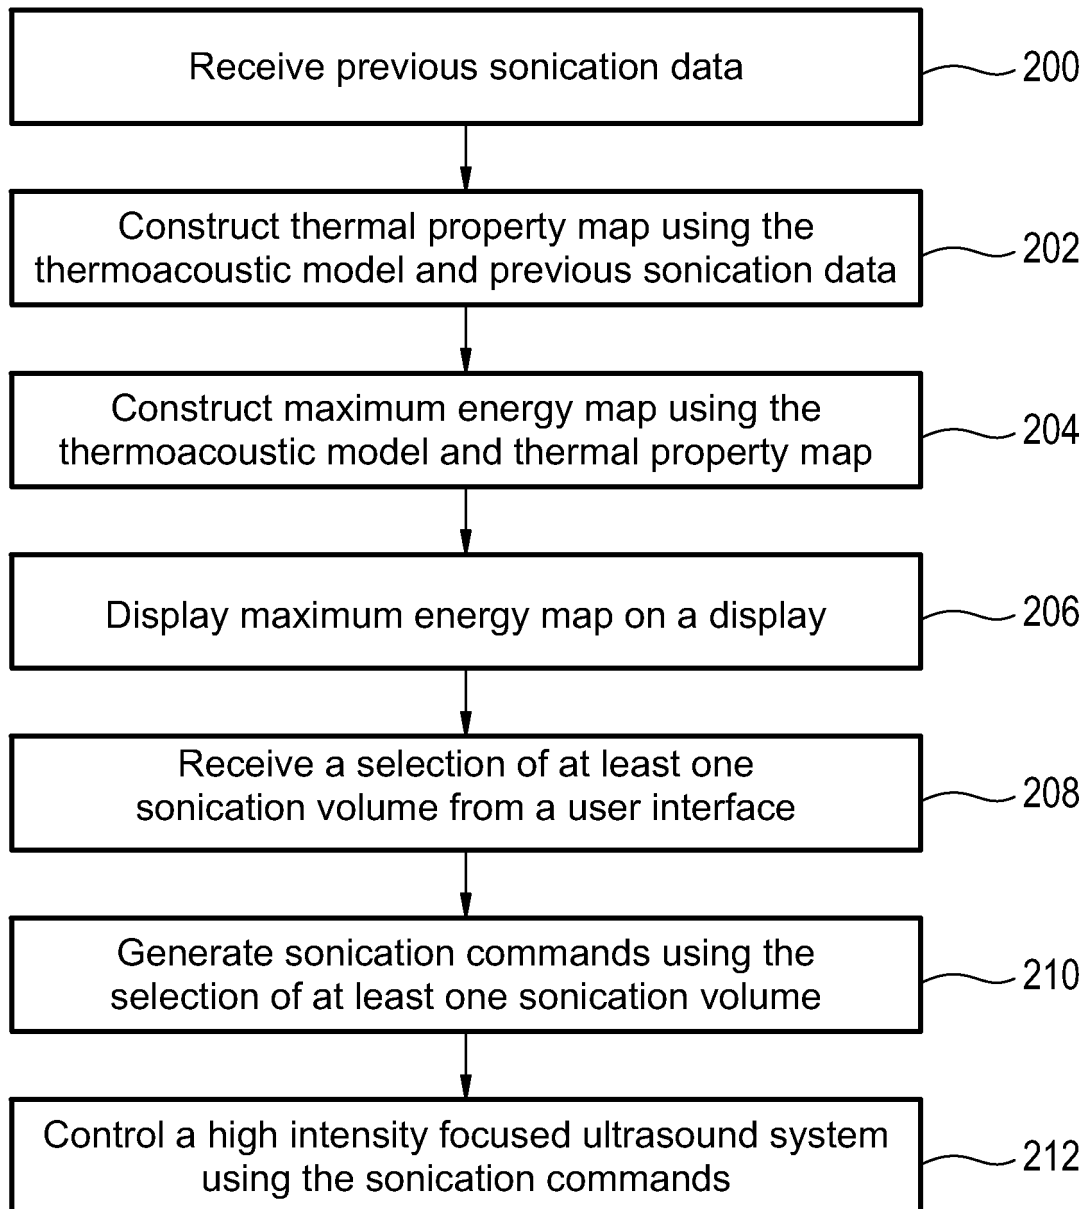 Receive previous sonication data
200
Construct thermal property map using the
thermoacoustic model and previous sonication data
202
Construct maximum energy map using the
thermoacoustic model and thermal property map
204
Display maximum energy map on a display
206
Receive a selection of at least one
sonication volume from a user interface
208
Generate sonication commands using the
selection of at least one sonication volume
210
Control a high intensity focused ultrasound system
using the sonication commands
212